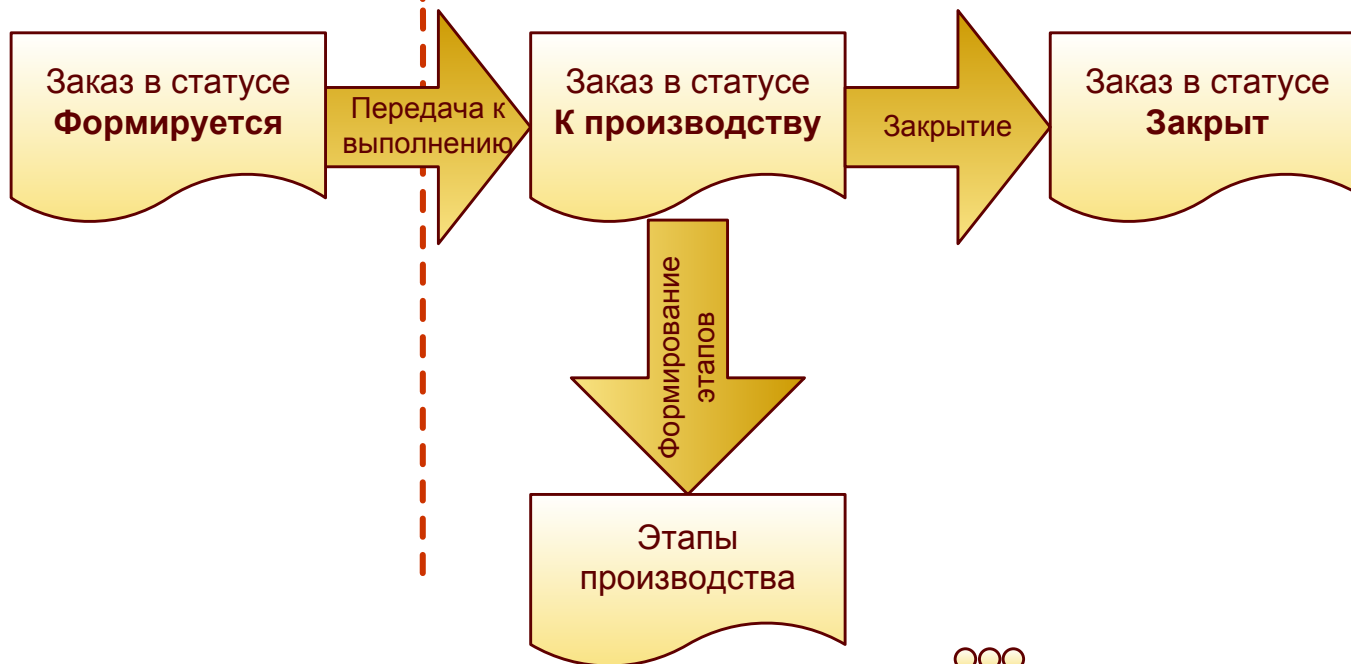 Заказ в статусе
Формируется
Передача к
выполнению
Заказ в статусе
К производству
Закрытие
Заказ в статусе
Закрыт
Формирование
этапов
Этапы
производства